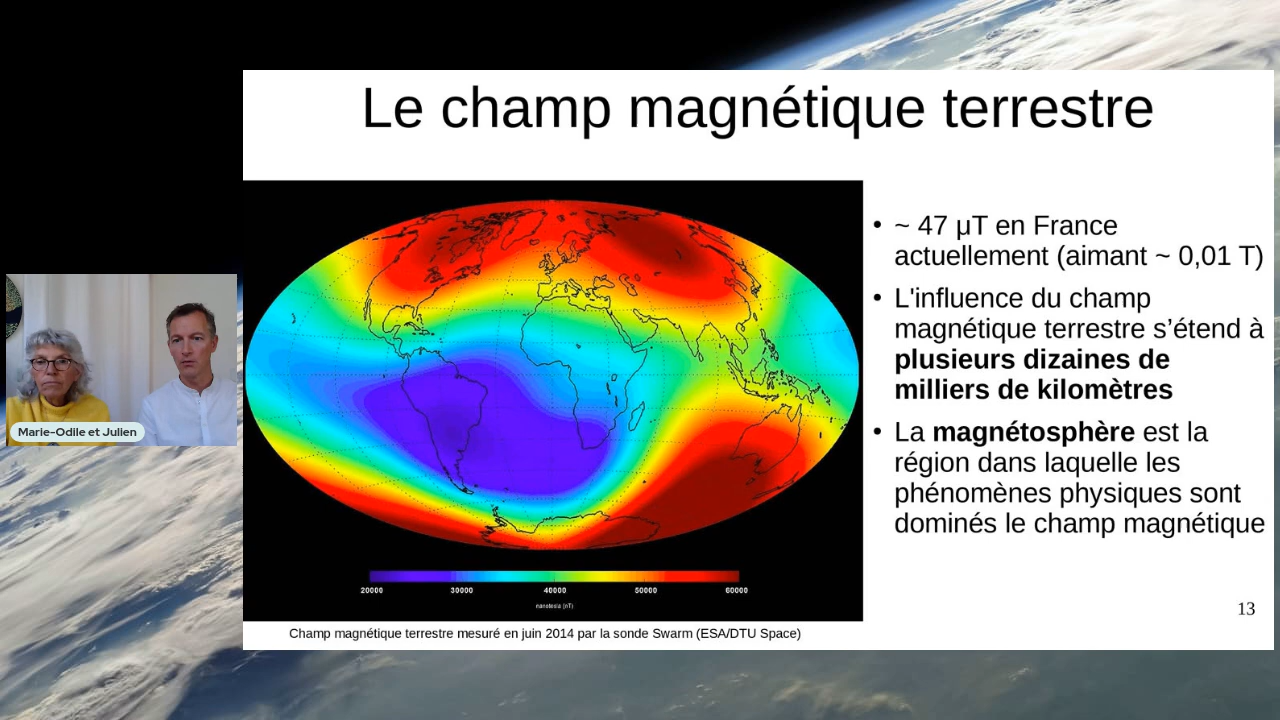 Le champ magnétique terrestre
• ~ 47 μT en France
actuellement (aimant ~ 0,01 T)
• L'influence du champ
magnétique terrestre s’étend à
plusieurs dizaines de
milliers de kilomètres
• La magnétosphère est la
région dans laquelle les
phénomènes physiques sont
dominés le champ magnétique
Marie-Odile et Julien
20000 30000 40000 50000 60000
nanotesla (nT)
13
Champ magnétique terrestre mesuré en juin 2014 par la sonde Swarm (ESA/DTU Space)